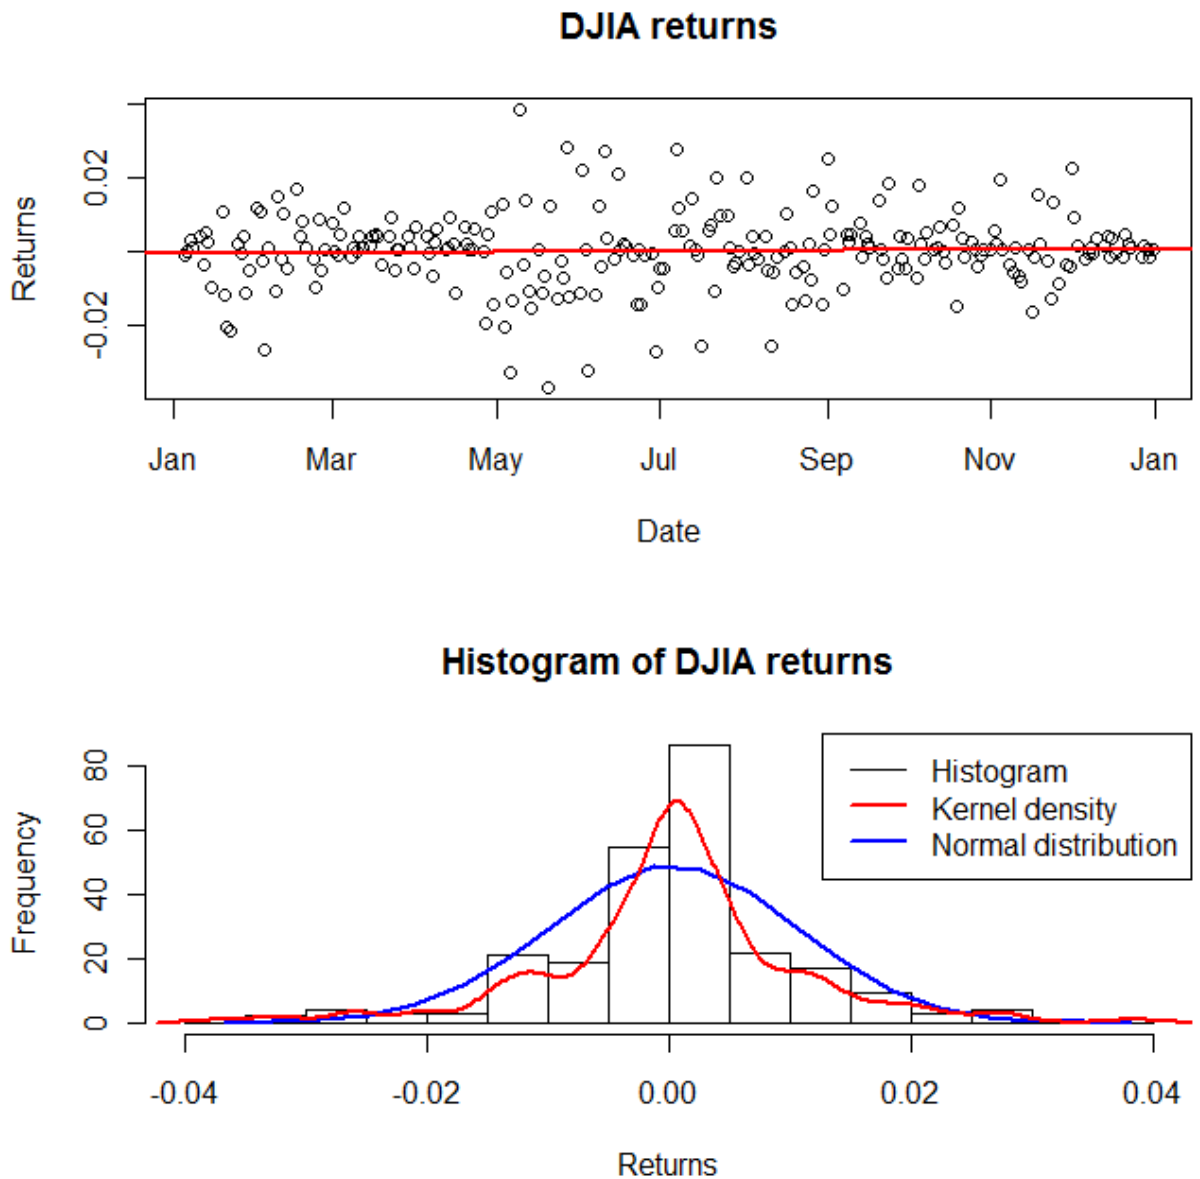 DJIA returns
Returns
0.02
-0.02
Jan Mar May Jul Sep Nov Jan
Date
Histogram of DJIA returns
Frequency
80
60
40
20
0
Histogram
Kernel density
Normal distribution
-0.04 -0.02 0.00 0.02 0.04
Returns